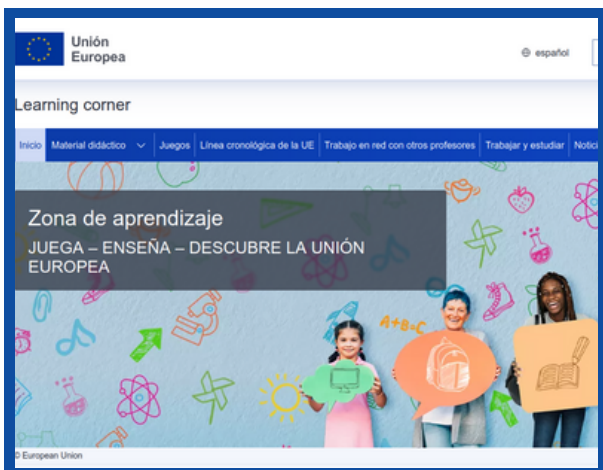 Unión
Europea
español
Learning corner
Inicio Material didáctico Juegos Línea cronológica de la UE Trabajo en red con otros profesores Trabajar y estudiar Notici
Zona de aprendizaje
JUEGA – ENSEÑA – DESCUBRE LA UNIÓN
EUROPEA
A+B=C
© European Union